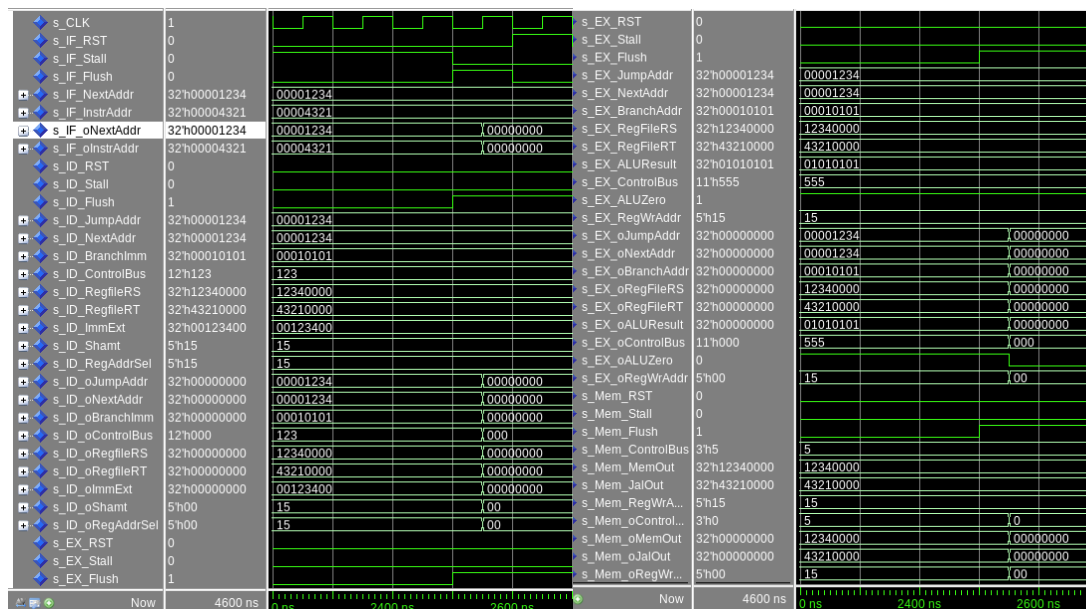 s_CLK 1
s_IF_RST 0
s_IF_Stall 0
s_IF_Flush 0
s_IF_NextAddr 32'h00001234 00001234
s_IF_InstrAddr 32'h00004321 00004321
s_IF_oNextAddr 32'h00001234 00001234 00000000
s_IF_oInstrAddr 32'h00004321 00004321 00000000
s_ID_RST 0
s_ID_Stall 0
s_ID_Flush 1
s_ID_JumpAddr 32'h00001234 00001234
s_ID_NextAddr 32'h00001234 00001234
s_ID_BranchImm 32'h00010101 00010101
s_ID_ControlBus 12'h123 123
s_ID_RegfileRS 32'h12340000 12340000
s_ID_RegfileRT 32'h43210000 43210000
s_ID_ImmExt 32'h00123400 00123400
s_ID_Shamt 5'h15 15
s_ID_RegAddrSel 5'h15 15
s_ID_oJumpAddr 32'h00000000 00001234 00000000
s_ID_oNextAddr 32'h00000000 00001234 00000000
s_ID_oBranchImm 32'h00000000 00010101 00000000
s_ID_oControlBus 12'h000 123 000
s_ID_oRegfileRS 32'h00000000 12340000 00000000
s_ID_oRegfileRT 32'h00000000 43210000 00000000
s_ID_oImmExt 32'h00000000 00123400 00000000
s_ID_oShamt 5'h00 15 00
s_ID_oRegAddrSel 5'h00 15 00
s_EX_RST 0
s_EX_Stall 0
s_EX_Flush 1
Now 4600 ns 0 ns 2400 ns 2600 ns
s_EX_RST 0
s_EX_Stall 0
s_EX_Flush 1
s_EX_JumpAddr 32'h00001234 00001234
s_EX_NextAddr 32'h00001234 00001234
s_EX_BranchAddr 32'h00010101 00010101
s_EX_RegFileRS 32'h12340000 12340000
s_EX_RegFileRT 32'h43210000 43210000
s_EX_ALUResult 32'h01010101 01010101
s_EX_ControlBus 11'h555 555
s_EX_ALUZero 1
s_EX_RegWrAddr 5'h15 15
s_EX_oJumpAddr 32'h00000000 00001234 00000000
s_EX_oNextAddr 32'h00000000 00001234 00000000
s_EX_oBranchAddr 32'h00000000 00010101 00000000
s_EX_oRegFileRS 32'h00000000 12340000 00000000
s_EX_oRegFileRT 32'h00000000 43210000 00000000
s_EX_oALUResult 32'h00000000 01010101 00000000
s_EX_oControlBus 11'h000 555 000
s_EX_oALUZero 0
s_EX_oRegWrAddr 5'h00 15 00
s_Mem_RST 0
s_Mem_Stall 0
s_Mem_Flush 1
s_Mem_ControlBus 3'h5 5
s_Mem_MemOut 32'h12340000 12340000
s_Mem_JalOut 32'h43210000 43210000
s_Mem_RegWrA... 5'h15 15
s_Mem_oControl... 3'h0 5 0
s_Mem_oMemOut 32'h00000000 12340000 00000000
s_Mem_oJalOut 32'h00000000 43210000 00000000
s_Mem_oRegWr... 5'h00 15 00
Now 4600 ns 0 ns 2400 ns 2600 ns